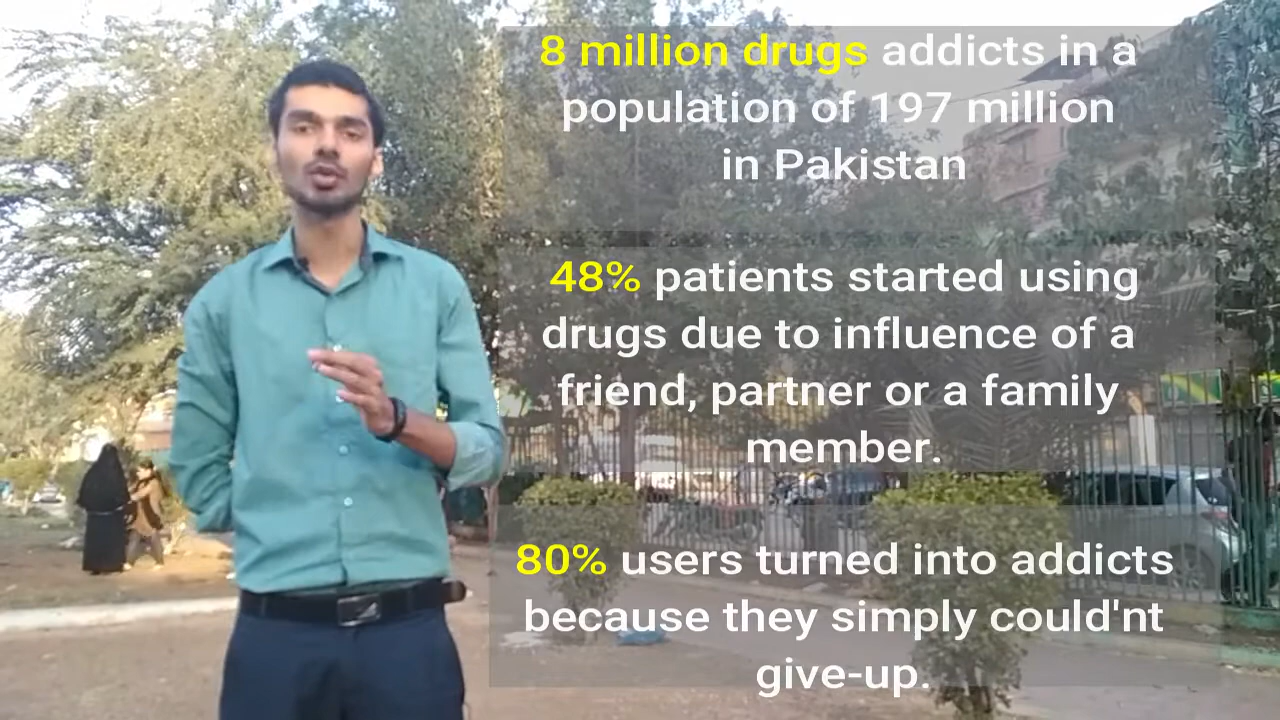 8 million drugs addicts in a
population of 197 million
in Pakistan
48% patients started using
drugs due to influence of a
friend, partner or a family
member.
80% users turned into addicts
because they simply could'nt
give-up.